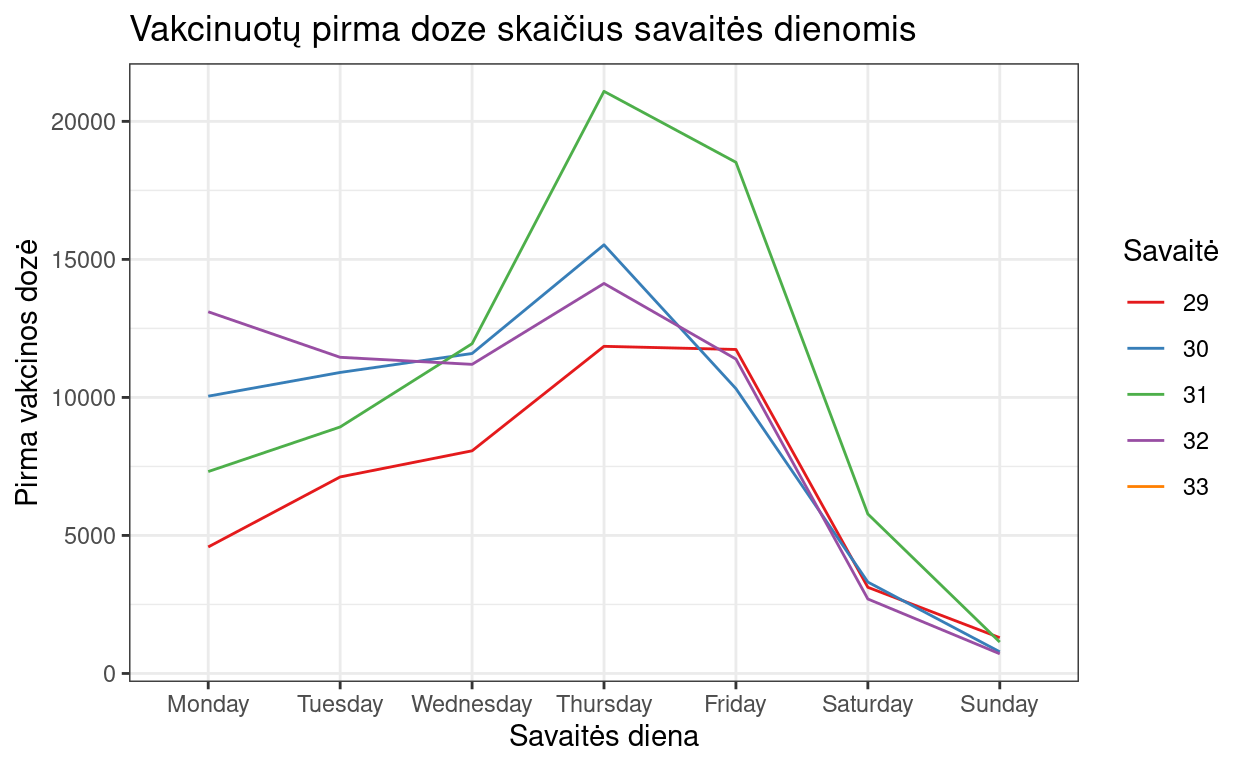 Vakcinuotų pirma doze skaičius savaitės dienomis
Pirma vakcinos dozė
20000
15000
10000
5000
0
Monday Tuesday Wednesday Thursday Friday Saturday Sunday
Savaitės diena
Savaitė
29
30
31
32
33